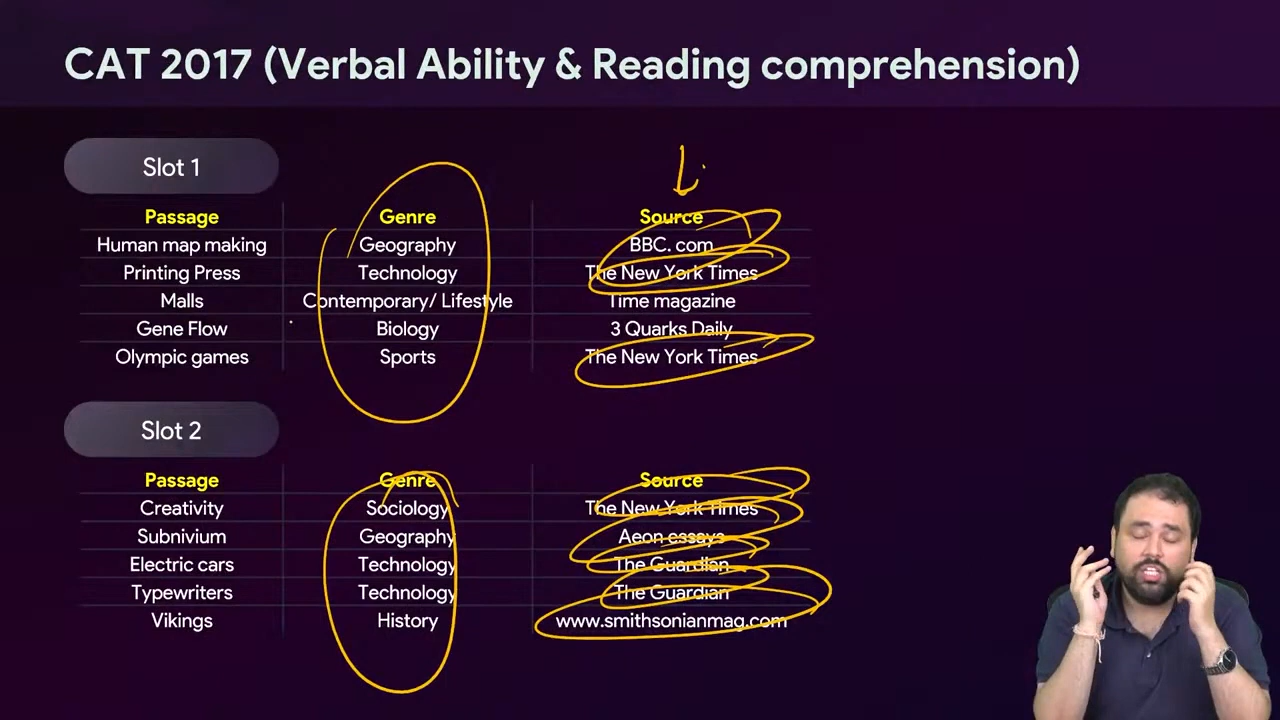 CAT 2017 (Verbal Ability & Reading comprehension)
Slot 1
Passage Genre Source
Human map making Geography BBC. com
Printing Press Technology The New York Times
Malls Contemporary/ Lifestyle Time magazine
Gene Flow Biology 3 Quarks Daily
Olympic games Sports The New York Times
Slot 2
Passage Genre Source
Creativity Sociology The New York Times
Subnivium Geography Aeon essays
Electric cars Technology The Guardian
Typewriters Technology The Guardian
Vikings History www.smithsonianmag.com